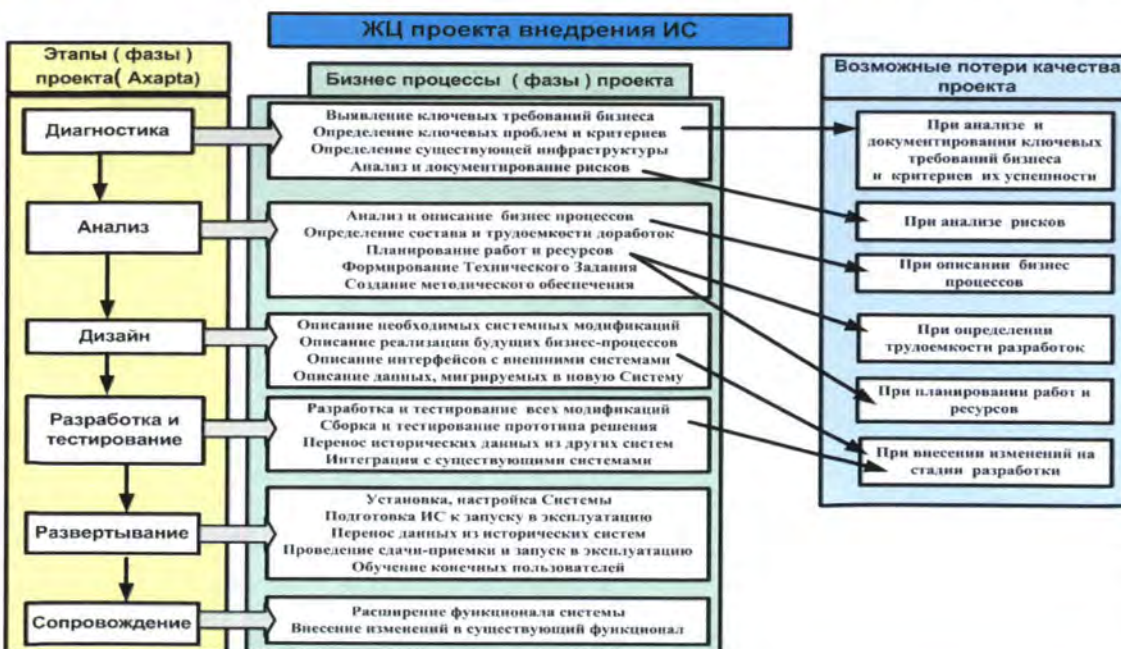 ЖЦ проекта внедрения ИС
Этапы ( фазы )
проекта( Axapta)
Диагностика
Анализ
Дизайн
Разработка и
тестирование
Развертывание
Сопровождение
Бизнес процессы ( фазы ) проекта
Выявление ключевых требований бизнеса
Определение ключевых проблем и критериев
Определение существующей инфраструктуры
Анализ и документирование рисков
Анализ и описание бизнес процессов
Определение состава и трудоемкости доработок
Планирование работ и ресурсов
Формирование Технического Задания
Создание методического обеспечения
Описание необходимых системных модификаций
Описание реализации будущих бизнес-процессов
Описание интерфейсов с внешними системами
Описание данных, мигрируемых в новую Систему
Разработка и тестирование всех модификаций
Сборка и тестирование прототипа решения
Перенос исторических данных из других систем
Интеграция с существующими системами
Установка, настройка Системы
Подготовка ИС к запуску в эксплуатацию
Перенос данных из исторических систем
Проведение сдачи-приемки и запуск в эксплуатацию
Обучение конечных пользователей
Расширение функционала системы
Внесение изменений в существующий функционал
Возможные потери качества
проекта
При анализе и
документировании ключевых
требований бизнеса
и критериев их успешности
При анализе рисков
При описании бизнес
процессов
При определении
трудоемкости разработок
При планировании работ и
ресурсов
При внесении изменений на
стадии разработки